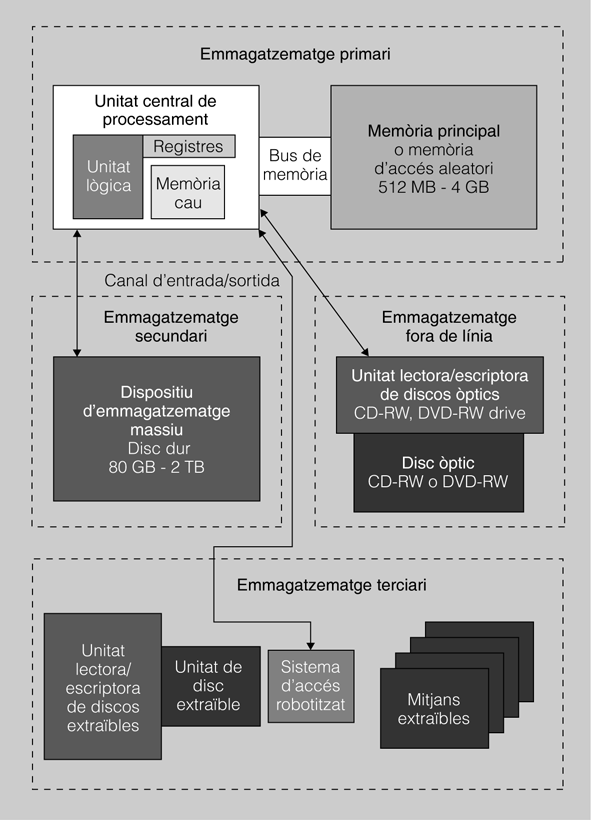 Emmagatzematge primari
Unitat central de
processament
Registres
Unitat
lògica
Memòria
cau
Bus de
memòria
Memòria principal
o memòria
d'accés aleatori
512 MB - 4 GB
Canal d'entrada/sortida
Emmagatzematge
secundari
Dispositiu
d'emmagatzematge
massiu
Disc dur
80 GB - 2 TB
Emmagatzematge
fora de línia
Unitat lectora/escriptora
de discos òptics
CD-RW, DVD-RW drive
Disc òptic
CD-RW o DVD-RW
Emmagatzematge terciari
Unitat
lectora/
escriptora
de discos
extraïbles
Unitat de
disc
extraïble
Sistema
d'accés
robotitzat
Mitjans
extraïbles